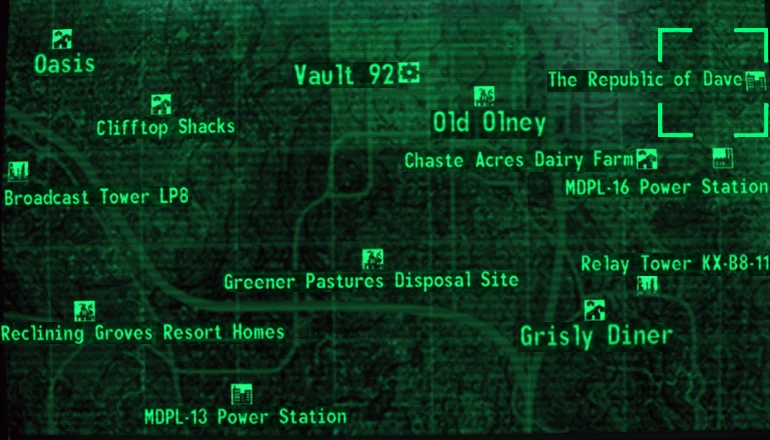 Oasis
Vault 92
The Republic of Dave
Clifftop Shacks
Old Olney
Chaste Acres Dairy Farm
MDPL-16 Power Station
Broadcast Tower LP8
Relay Tower KX-B8-11
Greener Pastures Disposal Site
Reclining Groves Resort Homes
Grisly Diner
MDPL-13 Power Station